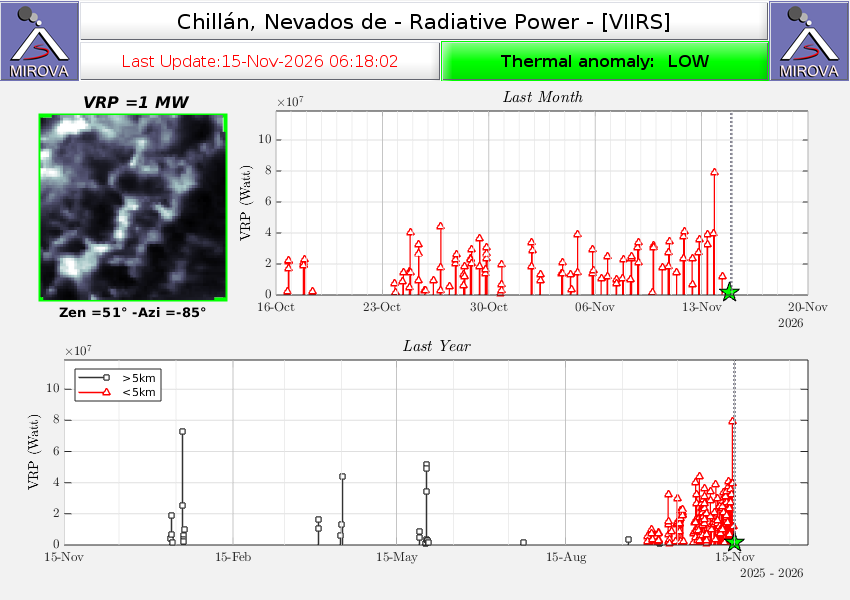 Chillán, Nevados de - Radiative Power - [VIIRS]
MIROVA
Last Update:15-Nov-2026 06:18:02
Thermal anomaly: LOW
MIROVA
VRP =1 MW
Zen =51° -Azi =-85°
Last Month
×10⁷
VRP (Watt)
10
8
6
4
2
0
16-Oct 23-Oct 30-Oct 06-Nov 13-Nov 20-Nov
2026
Last Year
×10⁷
VRP (Watt)
>5km
<5km
10
8
6
4
2
0
15-Nov 15-Feb 15-May 15-Aug 15-Nov
2025 - 2026